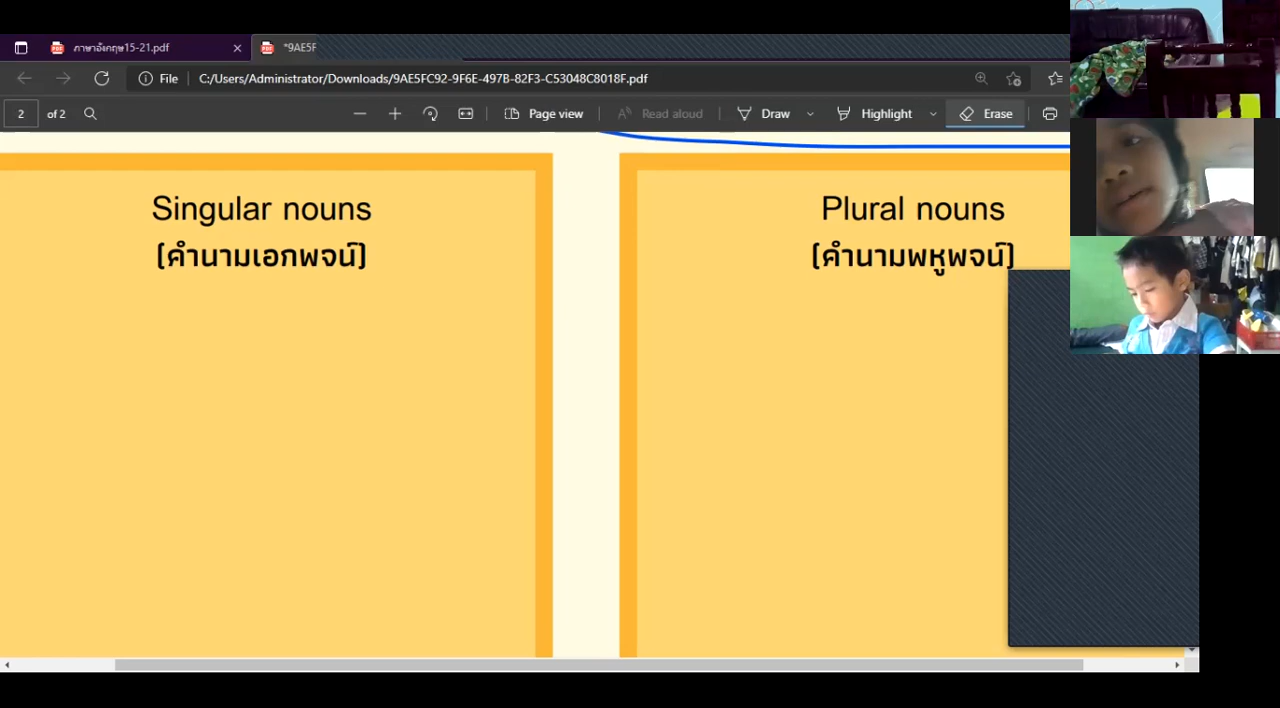 ภาษาอังกฤษ15-21.pdf
*9AE5F
File
C:/Users/Administrator/Downloads/9AE5FC92-9F6E-497B-82F3-C53048C8018F.pdf
2 of 2
Page view
Read aloud
Draw
Highlight
Erase
Singular nouns
(คำนามเอกพจน์)
Plural nouns
(คำนามพหูพจน์)